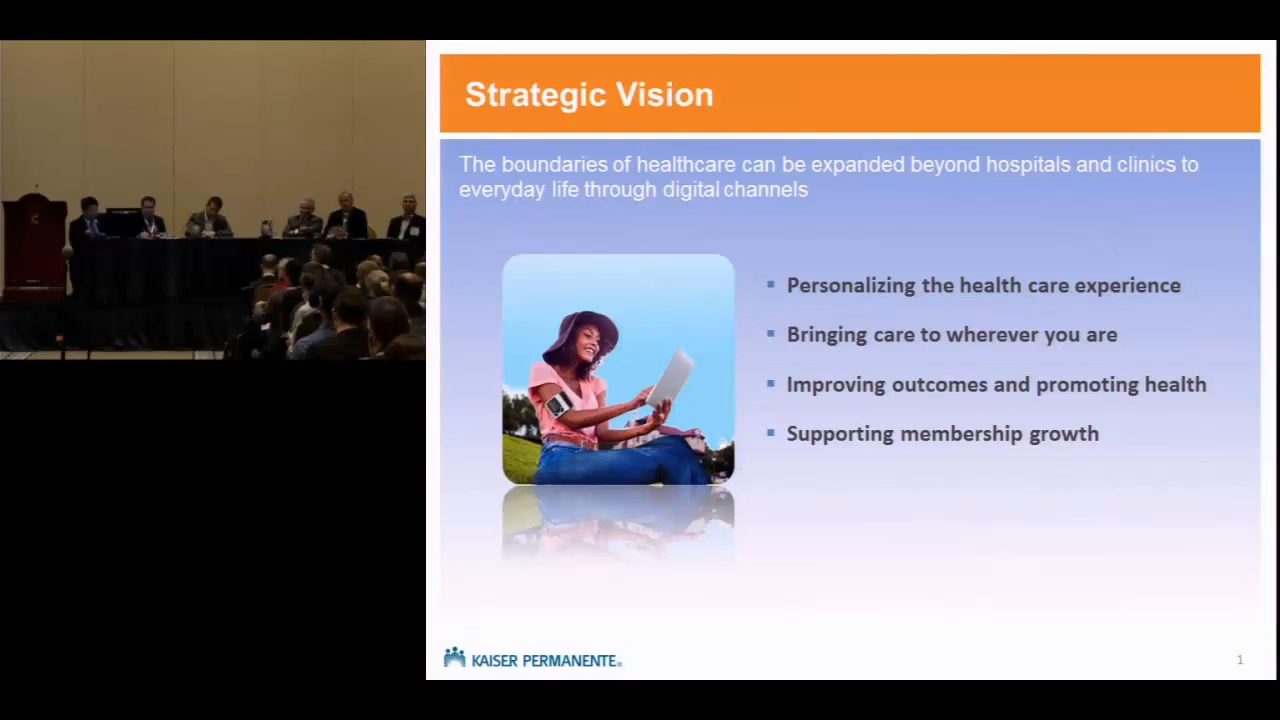 Strategic Vision
The boundaries of healthcare can be expanded beyond hospitals and clinics to
everyday life through digital channels
Personalizing the health care experience
Bringing care to wherever you are
Improving outcomes and promoting health
Supporting membership growth
KAISER PERMANENTE®
1